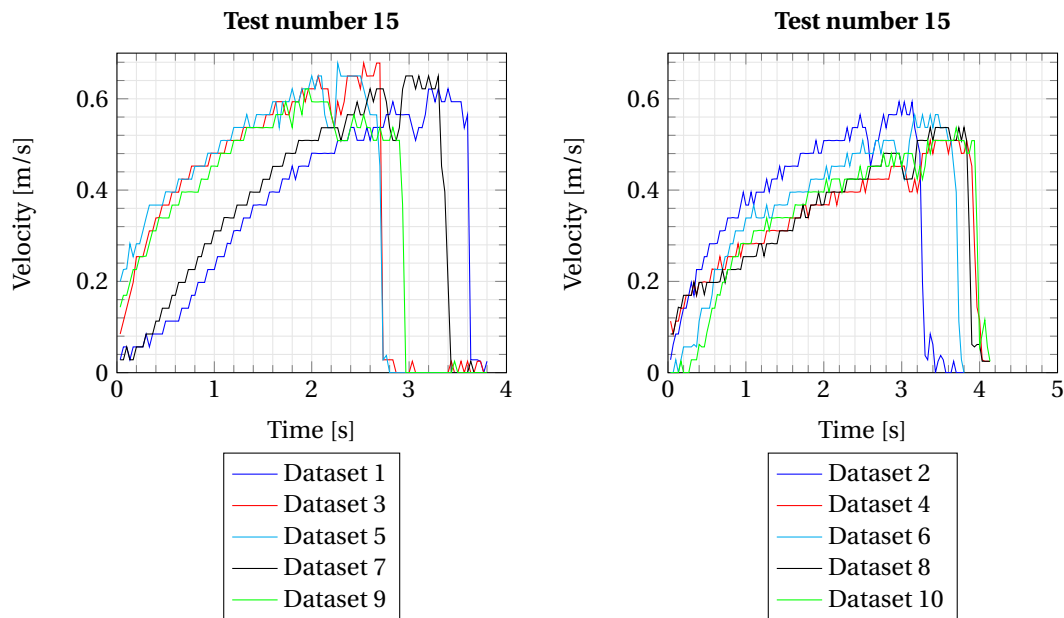 Test number 15
Velocity [m/s]
0.6
0.4
0.2
0
0 1 2 3 4
Time [s]
Dataset 1
Dataset 3
Dataset 5
Dataset 7
Dataset 9
Test number 15
Velocity [m/s]
0.6
0.4
0.2
0
0 1 2 3 4 5
Time [s]
Dataset 2
Dataset 4
Dataset 6
Dataset 8
Dataset 10